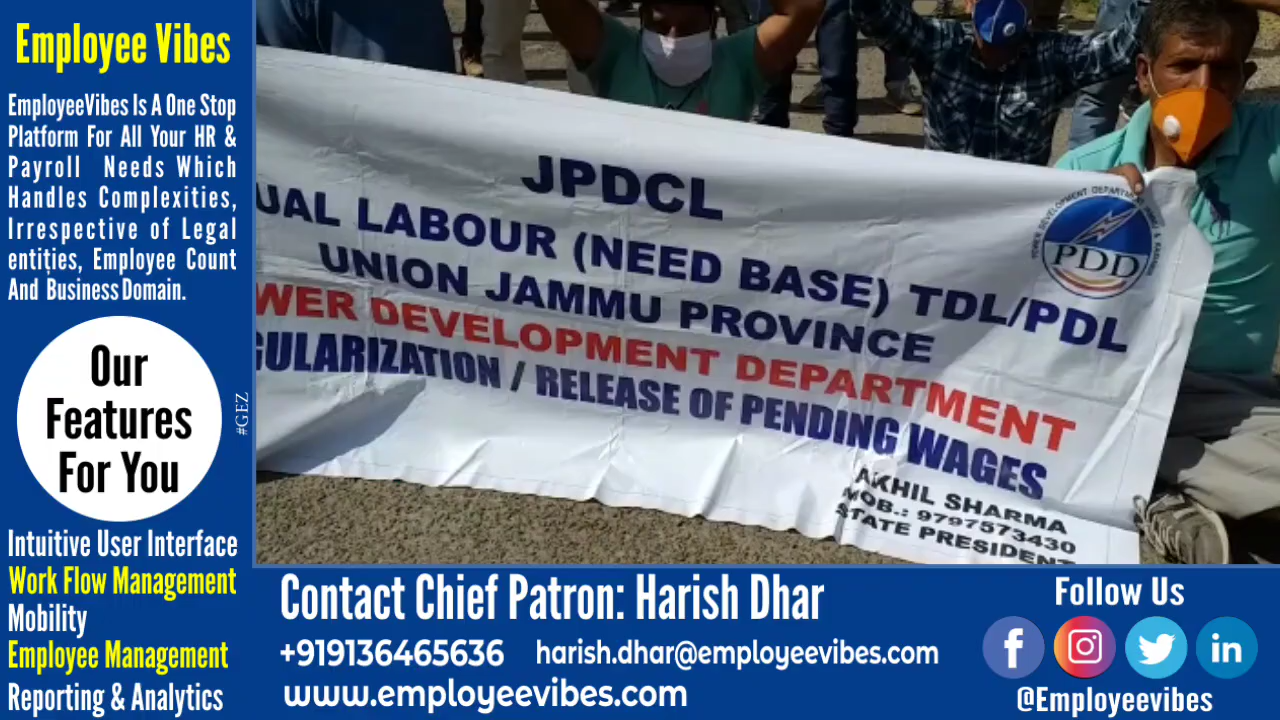 Employee Vibes
EmployeeVibes Is A One Stop
Platform For All Your HR &
Payroll Needs Which
Handles Complexities,
Irrespective of Legal
entities, Employee Count
And Business Domain.
Our
Features
For You
#GEZ
Intuitive User Interface
Work Flow Management
Mobility
Employee Management
Reporting & Analytics
JPDCL
UAL LABOUR (NEED BASE) TDL/PDL
UNION JAMMU PROVINCE
WER DEVELOPMENT DEPARTMENT
GULARIZATION / RELEASE OF PENDING WAGES
AKHIL SHARMA
MOB.: 9797573430
STATE PRESIDENT
PDD
Contact Chief Patron: Harish Dhar
+919136465636 harish.dhar@employeevibes.com
www.employeevibes.com
Follow Us
f in
@Employeevibes